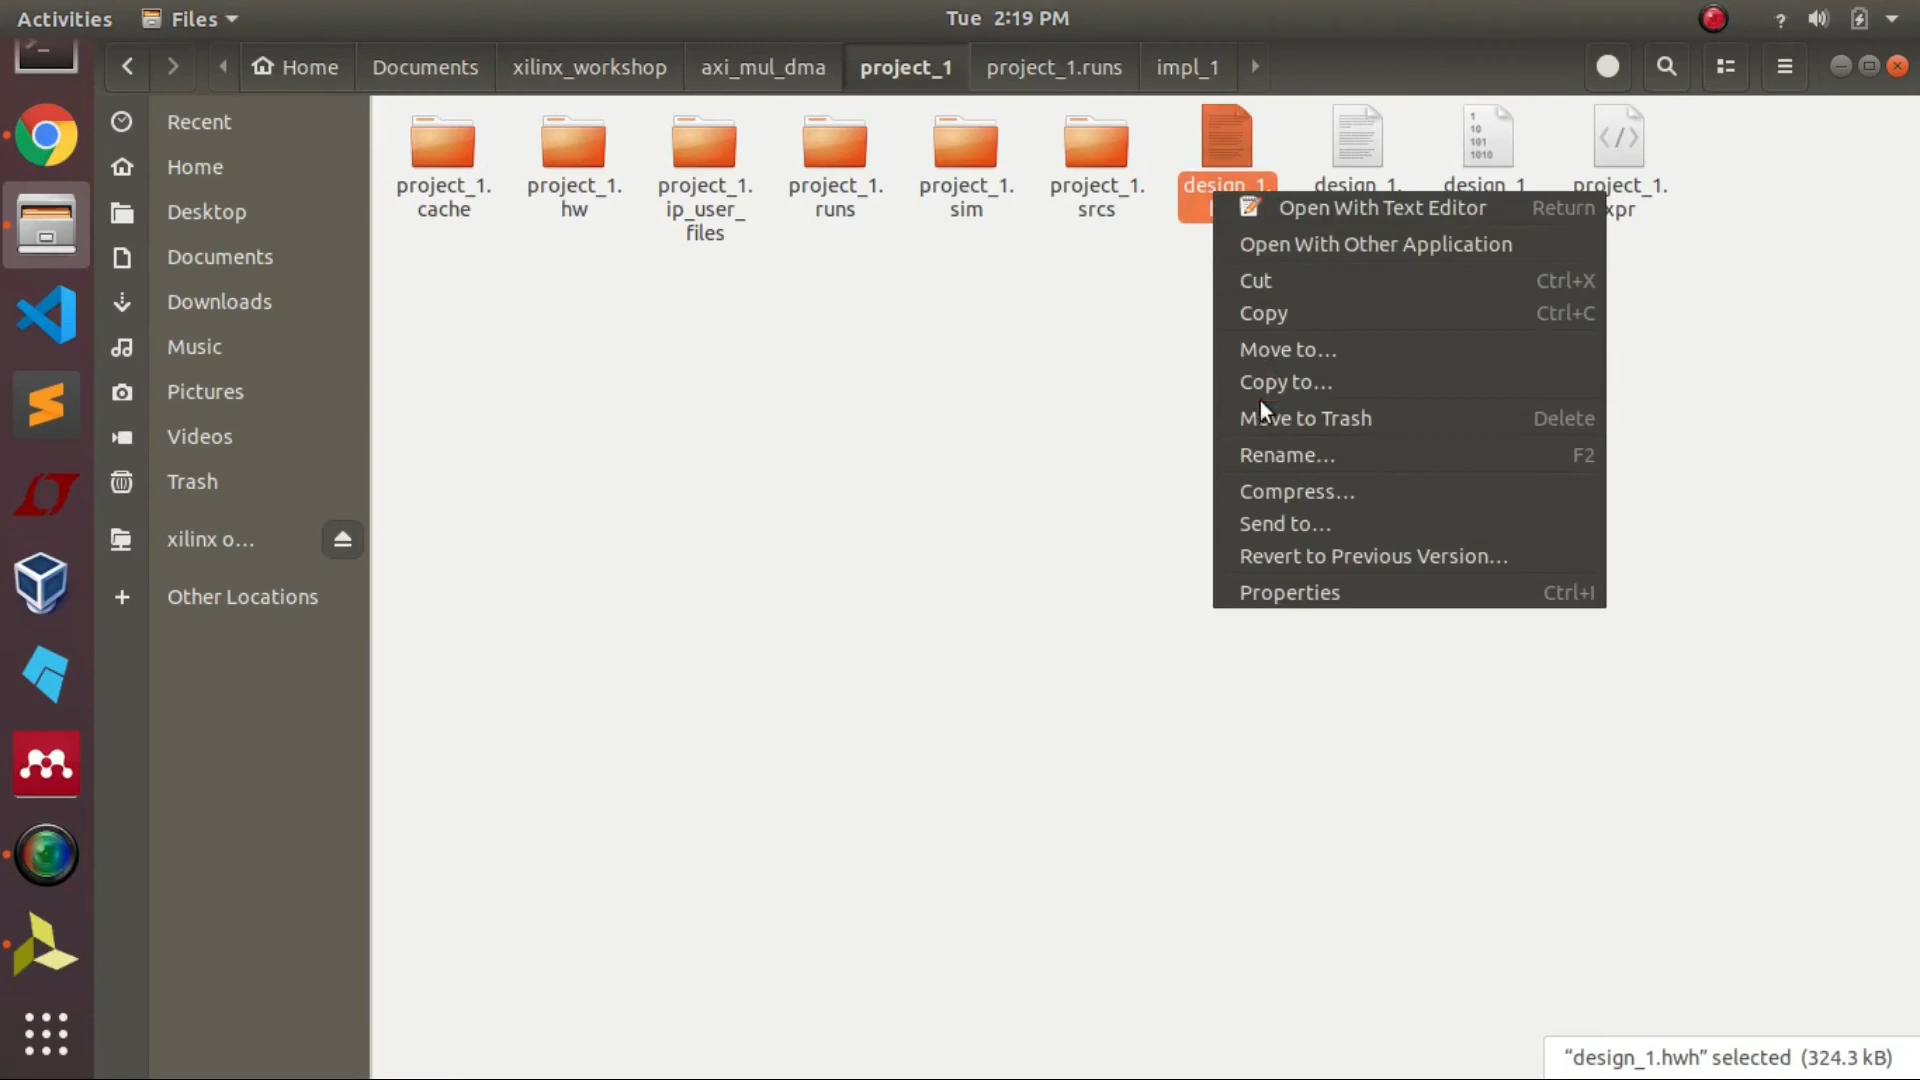 Activities Files Tue 2:19 PM ?
Home Documents xilinx_workshop axi_mul_dma project_1 project_1.runs impl_1
Recent
Home
Desktop
Documents
Downloads
Music
Pictures
Videos
Trash
xilinx o...
Other Locations
project_1.
cache
project_1.
hw
project_1.
ip_user_
files
project_1.
runs
project_1.
sim
project_1.
srcs
1
10
101
1010
</>
design_1.
design_1.
design_1
project_1.
xpr
Open With Text Editor Return
Open With Other Application
Cut Ctrl+X
Copy Ctrl+C
Move to...
Copy to...
Move to Trash Delete
Rename... F2
Compress...
Send to...
Revert to Previous Version...
Properties Ctrl+I
"design_1.hwh" selected (324.3 kB)